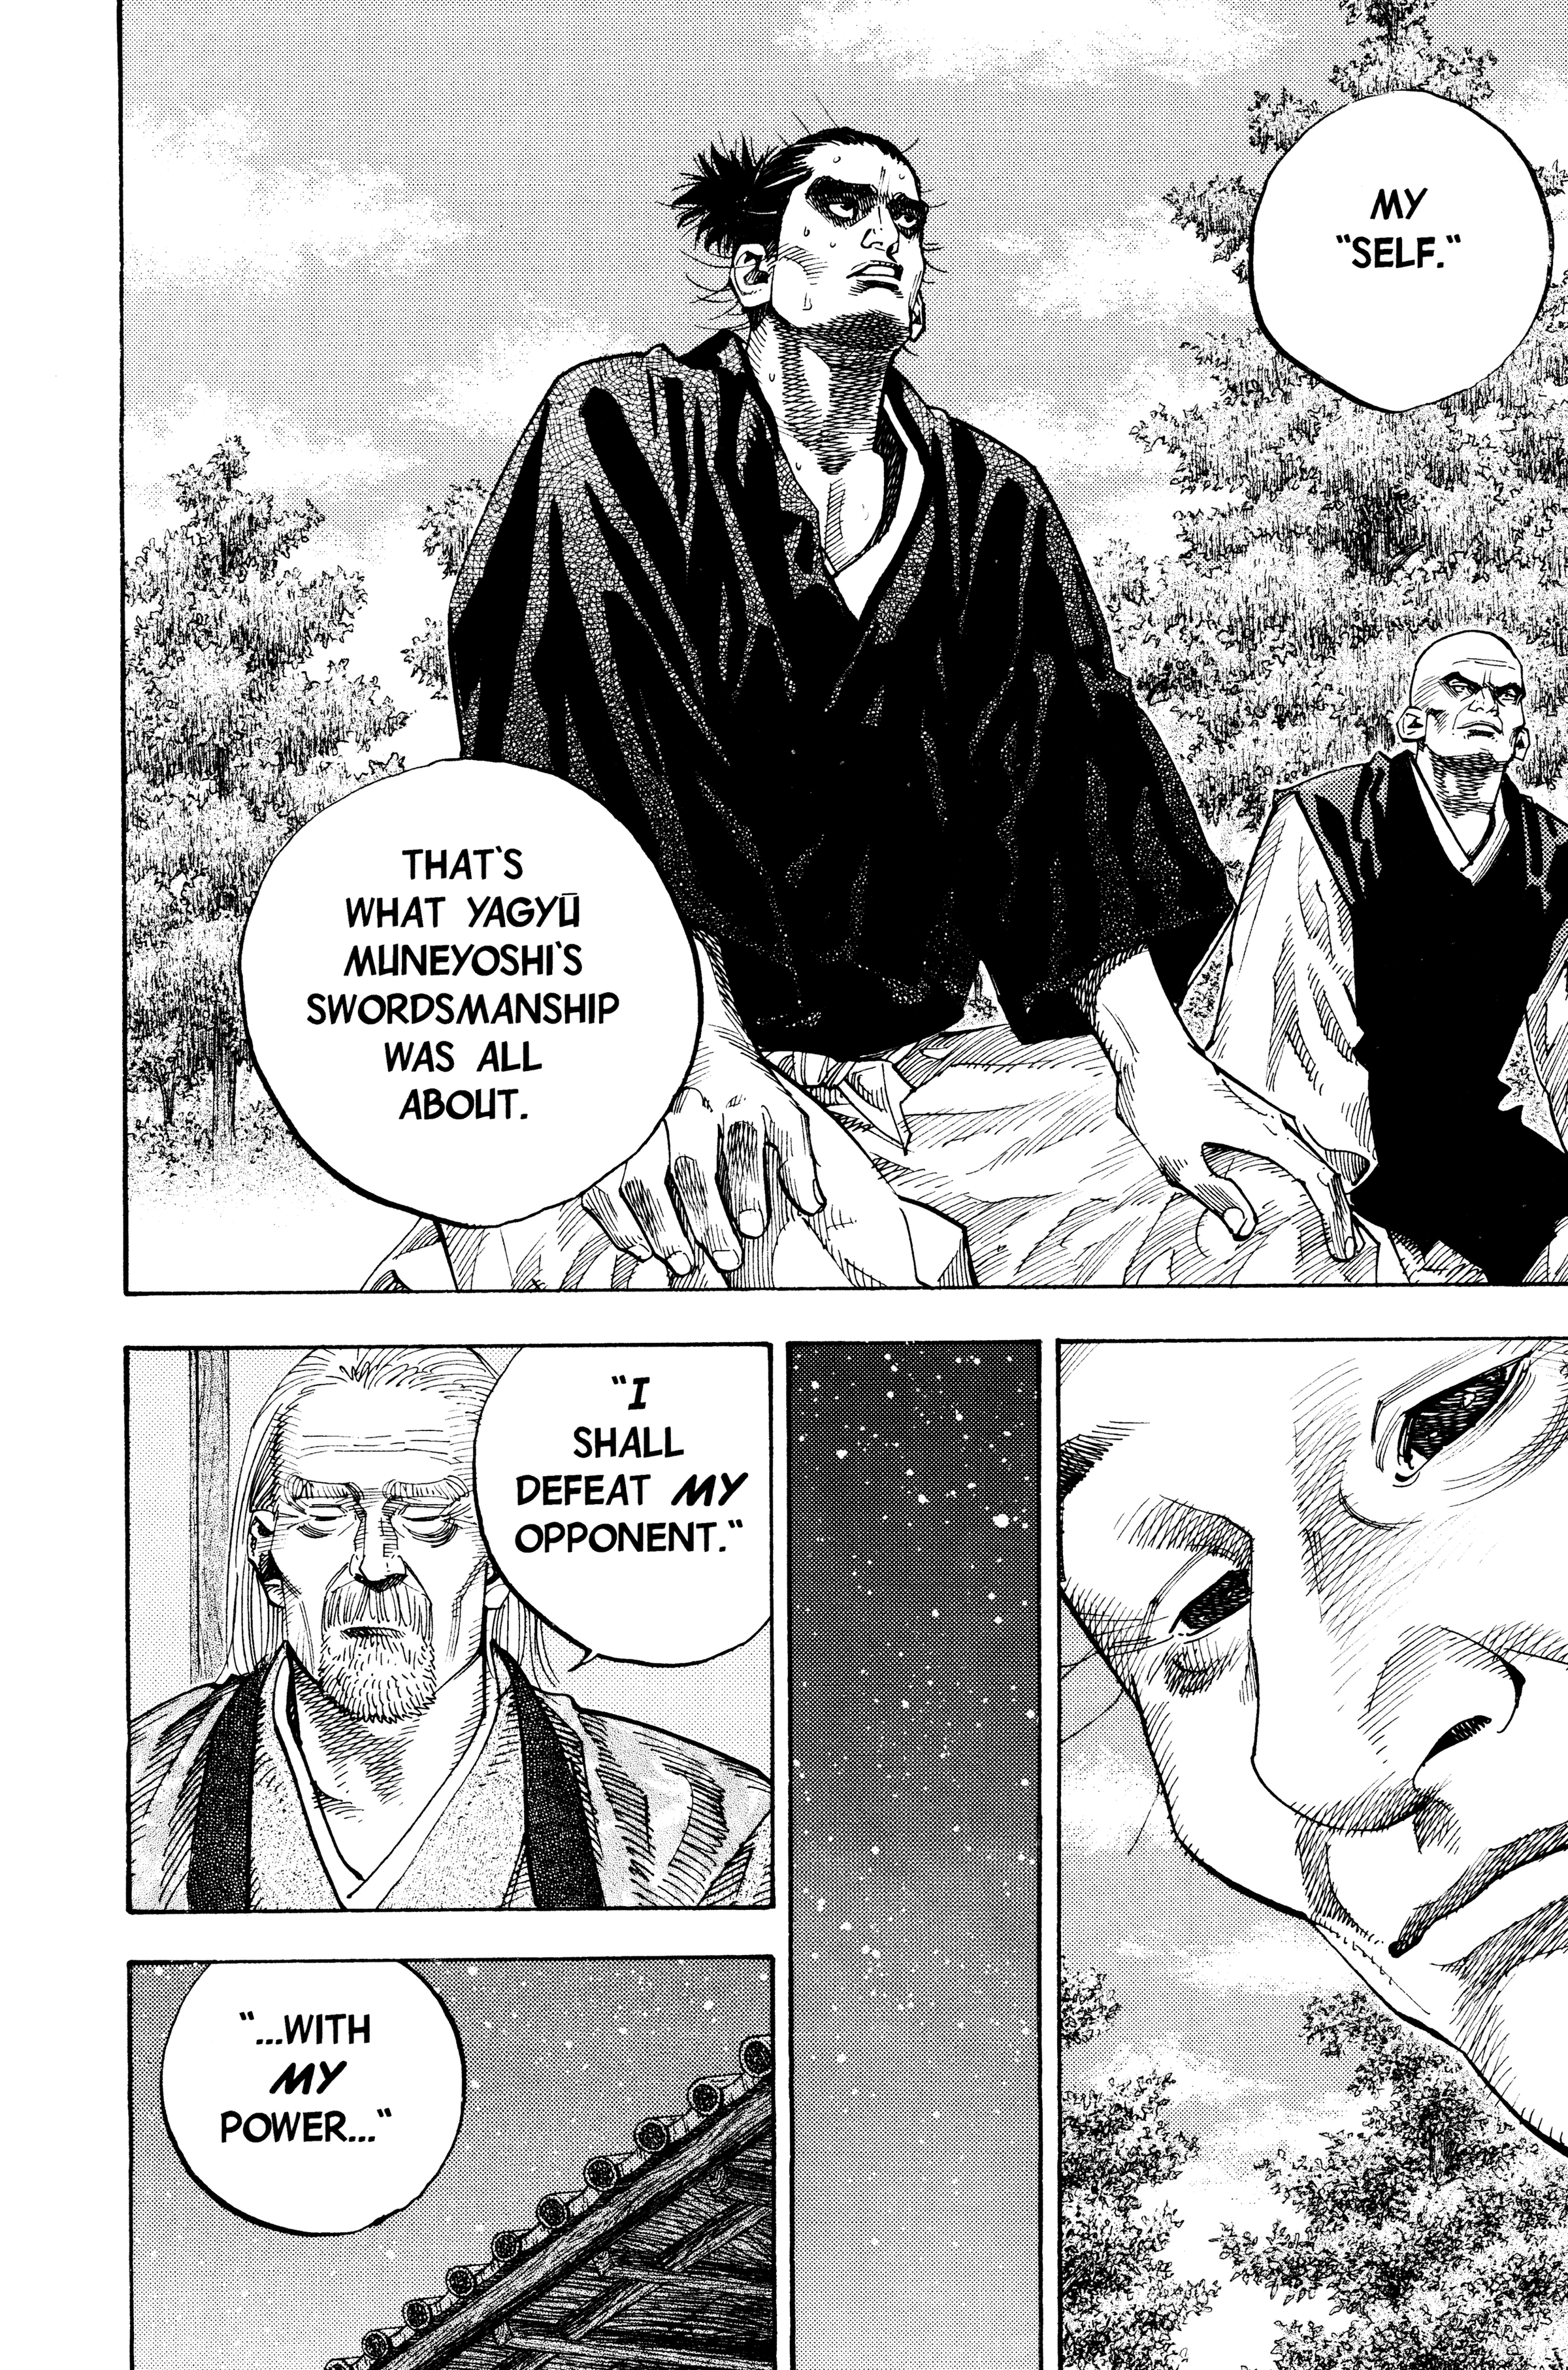 MY
"SELF."
THAT'S
WHAT YAGYŪ
MUNEYOSHI'S
SWORDSMANSHIP
WAS ALL
ABOUT.
"I
SHALL
DEFEAT MY
OPPONENT."
"...WITH
MY
POWER..."